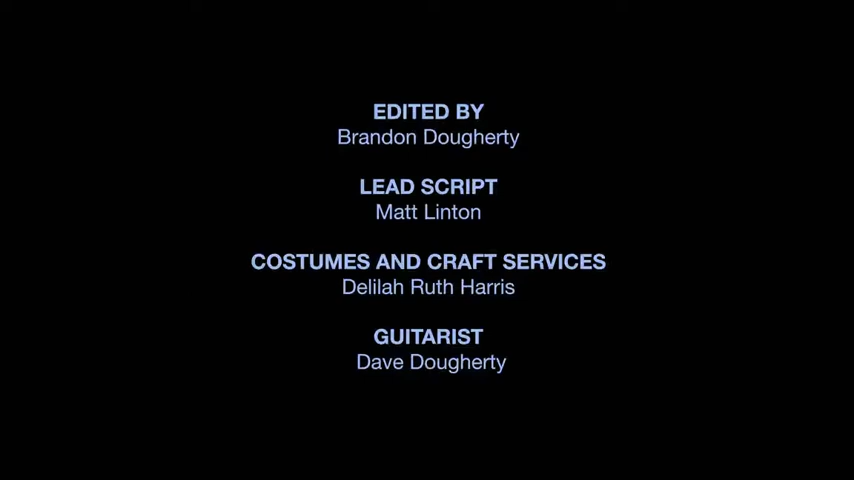 EDITED BY
Brandon Dougherty
LEAD SCRIPT
Matt Linton
COSTUMES AND CRAFT SERVICES
Delilah Ruth Harris
GUITARIST
Dave Dougherty